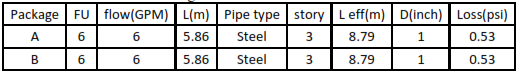 Package FU flow(GPM) L(m) Pipe type story L eff(m) D(inch) Loss(psi)
A 6 6 5.86 Steel 3 8.79 1 0.53
B 6 6 5.86 Steel 3 8.79 1 0.53